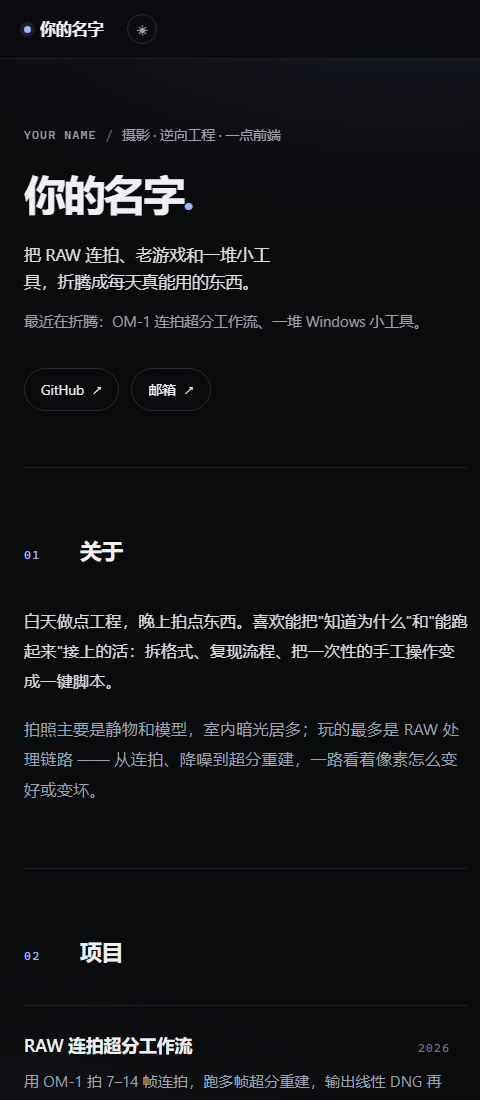 你的名字
YOUR NAME / 摄影 · 逆向工程 · 一点前端
你的名字.
把 RAW 连拍、老游戏和一堆小工
具，折腾成每天真能用的东西。
最近在折腾：OM-1 连拍超分工作流、一堆 Windows 小工具。
GitHub ↗ 邮箱 ↗
01 关于
白天做点工程，晚上拍点东西。喜欢能把"知道为什么"和"能跑
起来"接上的活：拆格式、复现流程、把一次性的手工操作变
成一键脚本。
拍照主要是静物和模型，室内暗光居多；玩的最多是 RAW 处
理链路 —— 从连拍、降噪到超分重建，一路看着像素怎么变
好或变坏。
02 项目
RAW 连拍超分工作流 2026
用 OM-1 拍 7–14 帧连拍，跑多帧超分重建，输出线性 DNG 再